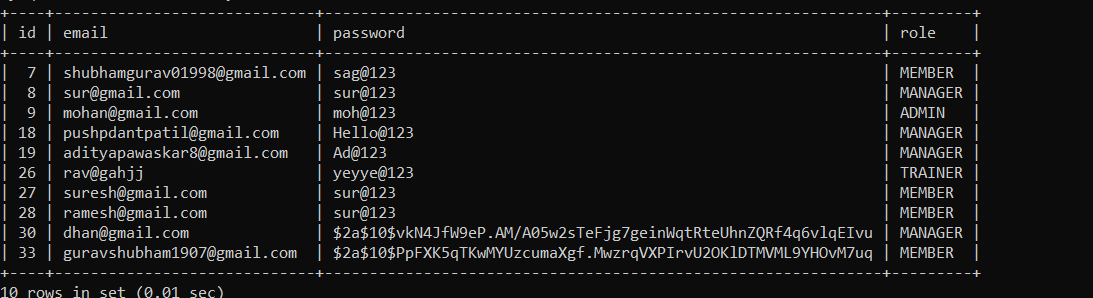 +----+----------------------------+--------------------------------------------------------------+---------+
| id | email | password | role |
+----+----------------------------+--------------------------------------------------------------+---------+
| 7 | shubhamgurav01998@gmail.com | sag@123 | MEMBER |
| 8 | sur@gmail.com | sur@123 | MANAGER |
| 9 | mohan@gmail.com | moh@123 | ADMIN |
| 18 | pushpdantpatil@gmail.com | Hello@123 | MANAGER |
| 19 | adityapawaskar8@gmail.com | Ad@123 | MANAGER |
| 26 | rav@gahjj | yeyye@123 | TRAINER |
| 27 | suresh@gmail.com | sur@123 | MEMBER |
| 28 | ramesh@gmail.com | sur@123 | MEMBER |
| 30 | dhan@gmail.com | $2a$10$vkN4JfW9eP.AM/A05w2sTeFjg7geinWqtRteUhnZQRf4q6vlqEIvu | MANAGER |
| 33 | guravshubham1907@gmail.com | $2a$10$PpFXK5qTKwMYUzcumaXgf.MwzrqVXPIrvU2OKlDTMVML9YHOvM7uq | MEMBER |
+----+----------------------------+--------------------------------------------------------------+---------+
10 rows in set (0.01 sec)